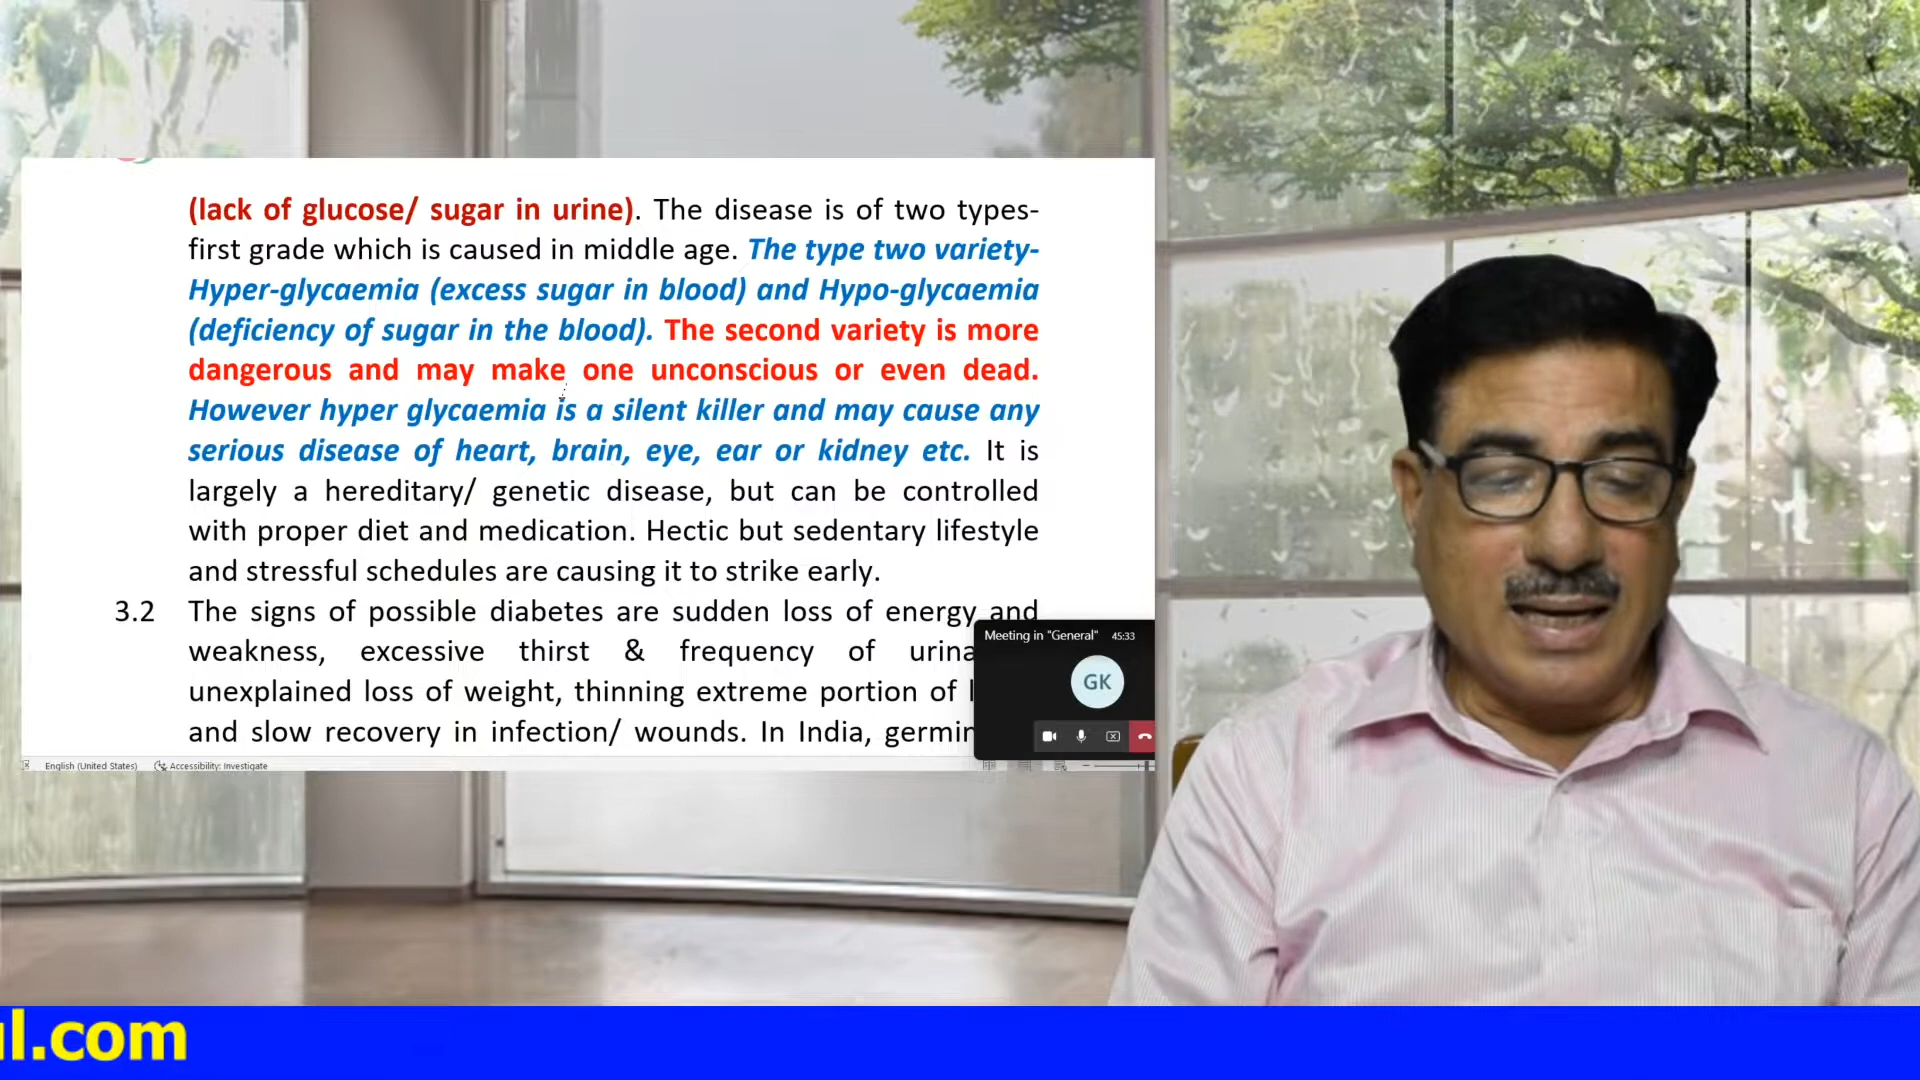 (lack of glucose/ sugar in urine). The disease is of two types-
first grade which is caused in middle age. The type two variety-
Hyper-glycaemia (excess sugar in blood) and Hypo-glycaemia
(deficiency of sugar in the blood). The second variety is more
dangerous and may make one unconscious or even dead.
However hyper glycaemia is a silent killer and may cause any
serious disease of heart, brain, eye, ear or kidney etc. It is
largely a hereditary/ genetic disease, but can be controlled
with proper diet and medication. Hectic but sedentary lifestyle
and stressful schedules are causing it to strike early.
3.2 The signs of possible diabetes are sudden loss of energy and
weakness, excessive thirst & frequency of
unexplained loss of weight, thinning extreme portion of
and slow recovery in infection/ wounds. In India,
Meeting in "General" 45:33
GK
English (United States) Accessibility: Investigate
l.com